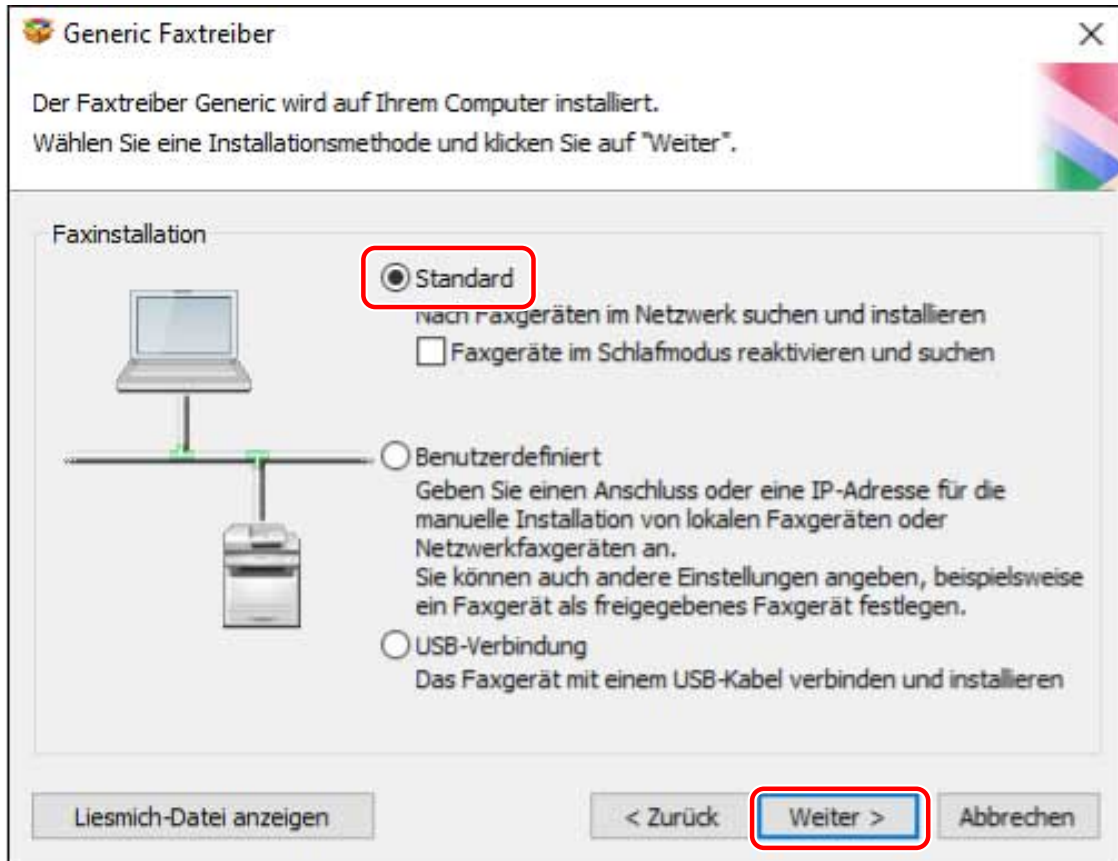 Generic Faxtreiber
Der Faxtreiber Generic wird auf Ihrem Computer installiert.
Wählen Sie eine Installationsmethode und klicken Sie auf "Weiter".
Faxinstallation
Standard
Nach Faxgeräten im Netzwerk suchen und installieren
Faxgeräte im Schlafmodus reaktivieren und suchen
Benutzerdefiniert
Geben Sie einen Anschluss oder eine IP-Adresse für die
manuelle Installation von lokalen Faxgeräten oder
Netzwerkfaxgeräten an.
Sie können auch andere Einstellungen angeben, beispielsweise
ein Faxgerät als freigegebenes Faxgerät festlegen.
USB-Verbindung
Das Faxgerät mit einem USB-Kabel verbinden und installieren
Liesmich-Datei anzeigen
< Zurück
Weiter >
Abbrechen